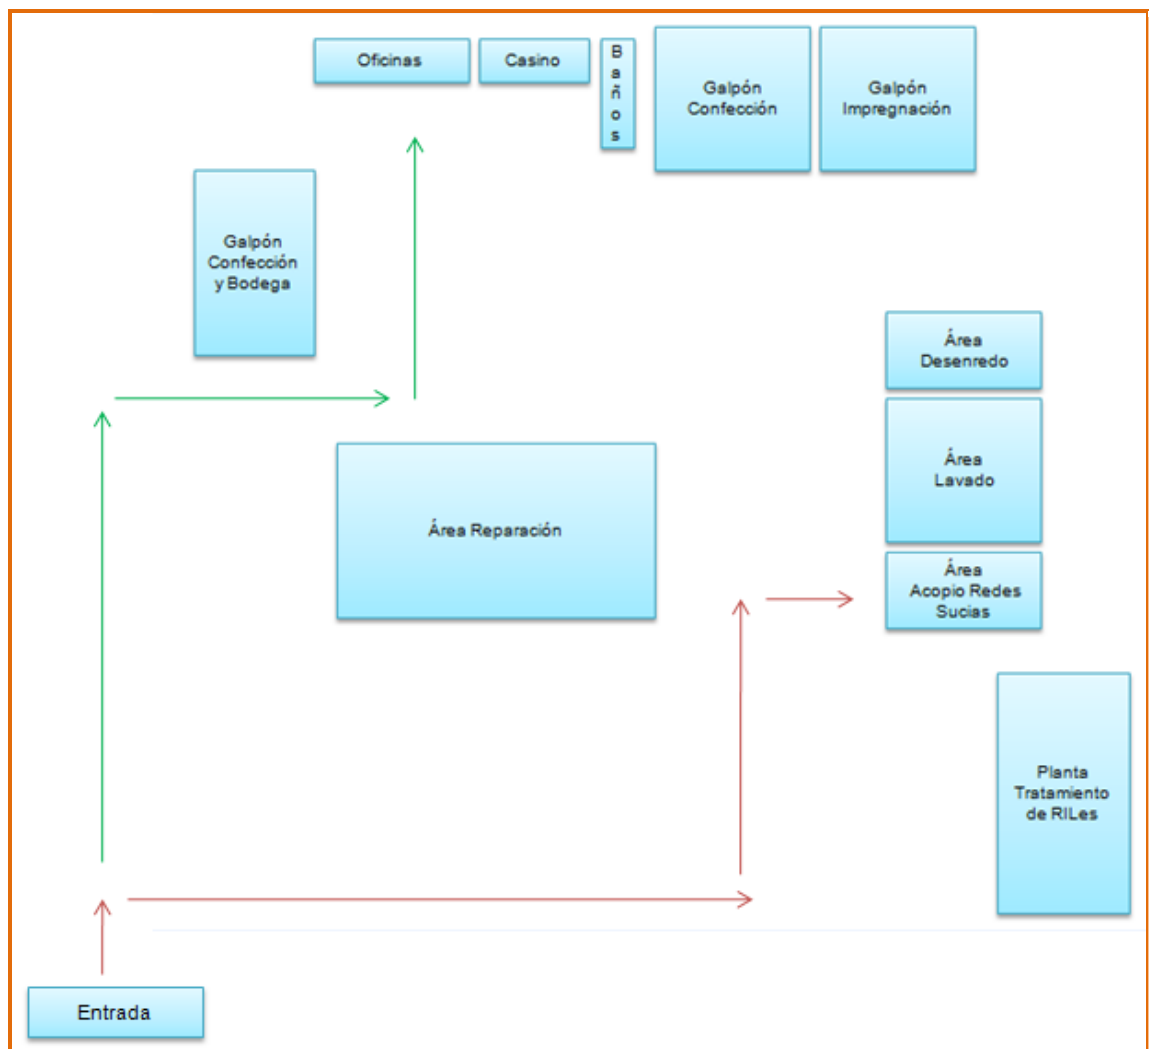 Oficinas
Casino
Baños
Galpón
Confección
Galpón
Impregnación
Galpón
Confección
y Bodega
Área
Desenredo
Área
Lavado
Área Reparación
Área
Acopio Redes
Sucias
Planta
Tratamiento
de RILes
Entrada